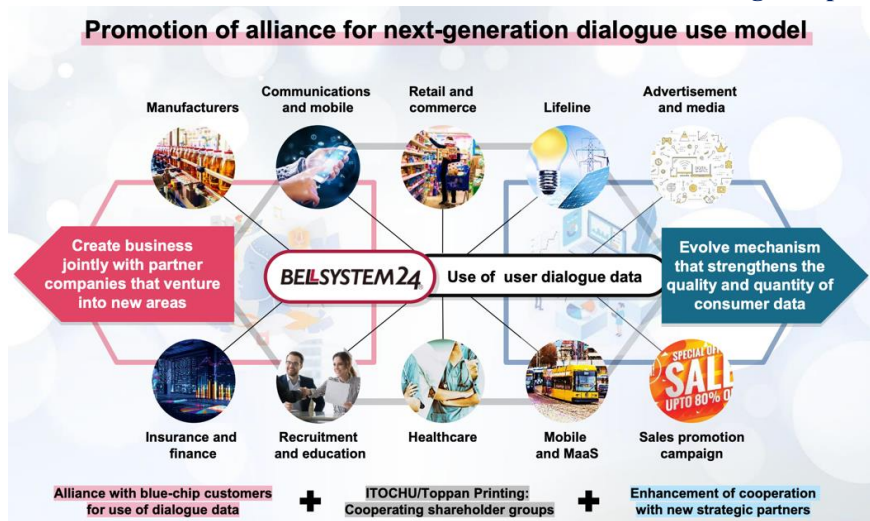 Promotion of alliance for next-generation dialogue use model
Manufacturers
Communications
and mobile
Retail and
commerce
Lifeline
Advertisement
and media
Create business
jointly with partner
companies that venture
into new areas
BELLSYSTEM24
Use of user dialogue data
Evolve mechanism
that strengthens the
quality and quantity of
consumer data
SPECIAL OF
SALE
UPTO 80% O
Insurance and
finance
Recruitment
and education
Healthcare
Mobile
and MaaS
Sales promotion
campaign
Alliance with blue-chip customers
for use of dialogue data
+
ITOCHU/Toppan Printing:
Cooperating shareholder groups
+
Enhancement of cooperation
with new strategic partners